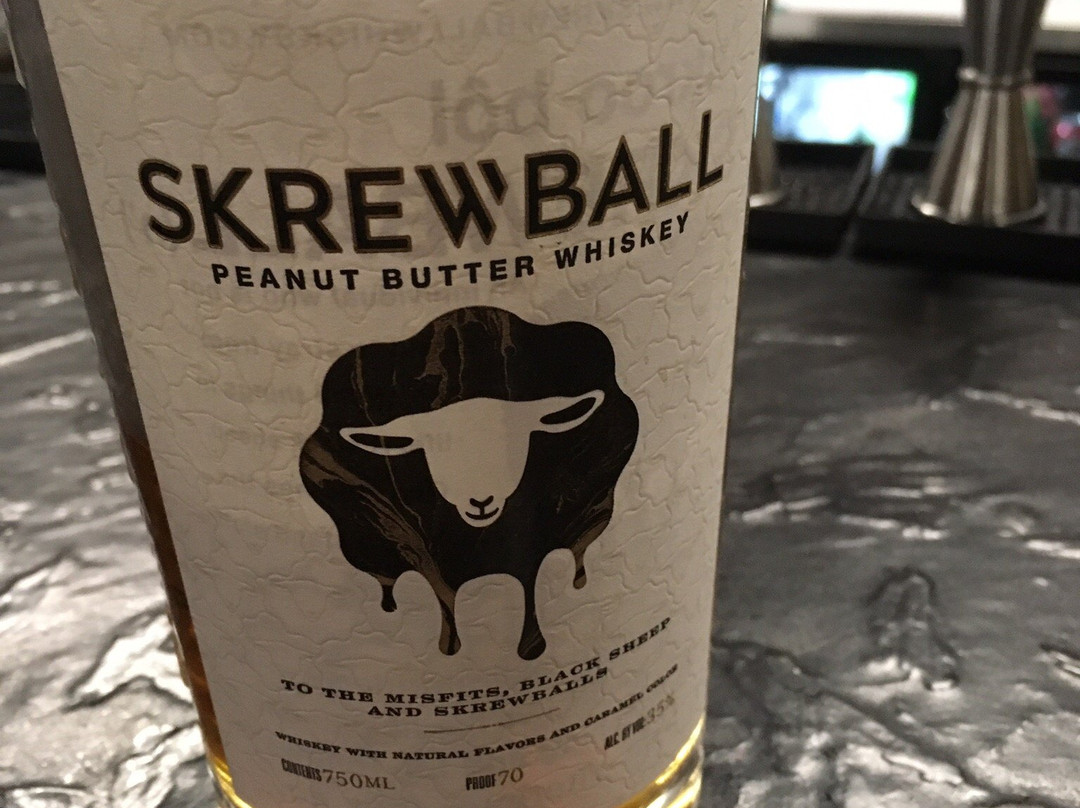 SKREWBALL
PEANUT BUTTER WHISKEY
TO THE MISFITS, BLACK SHEEP
AND SKREWBALLS
WHISKEY WITH NATURAL FLAVORS AND CARAMEL COLOR
CONTENTS 750ML PROOF 70 ALC. BY VOL. 35%